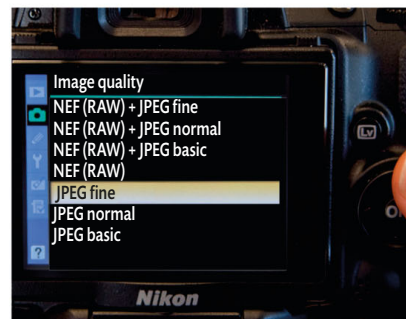 Image quality
NEF (RAW) + JPEG fine
NEF (RAW) + JPEG normal
NEF (RAW) + JPEG basic
NEF (RAW)
JPEG fine
JPEG normal
JPEG basic
Lv
?
Nikon